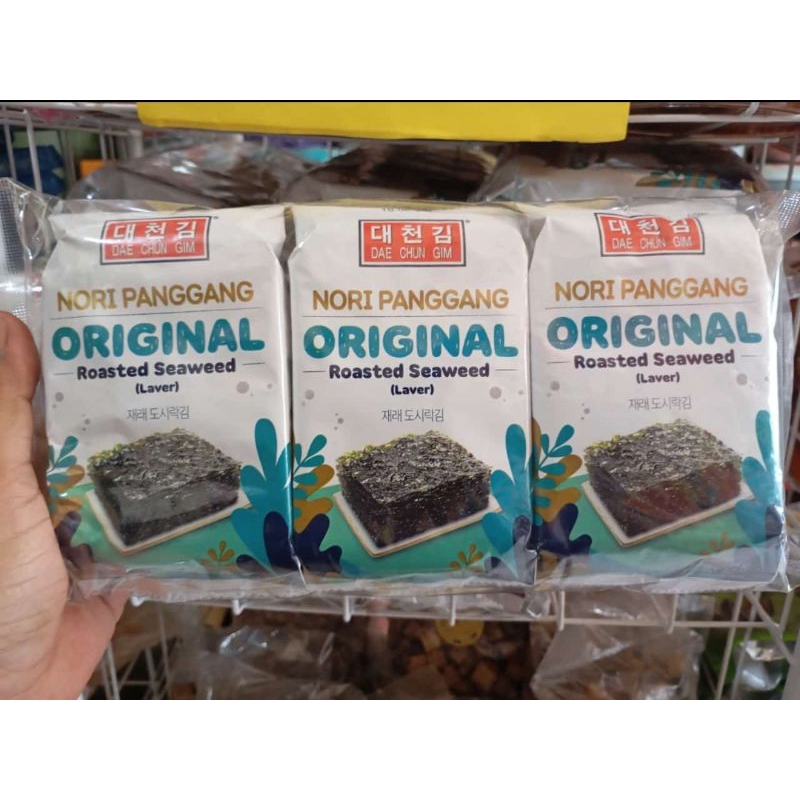 대천김
DAE CHUN GIM
NORI PANGGANG
ORIGINAL
Roasted Seaweed
(Laver)
재래 도시락김
대천김
DAE CHUN GIM
NORI PANGGANG
ORIGINAL
Roasted Seaweed
(Laver)
재래 도시락김
대천김
DAE CHUN GIM
NORI PANGGANG
ORIGINAL
Roasted Seaweed
(Laver)
재래 도시락김